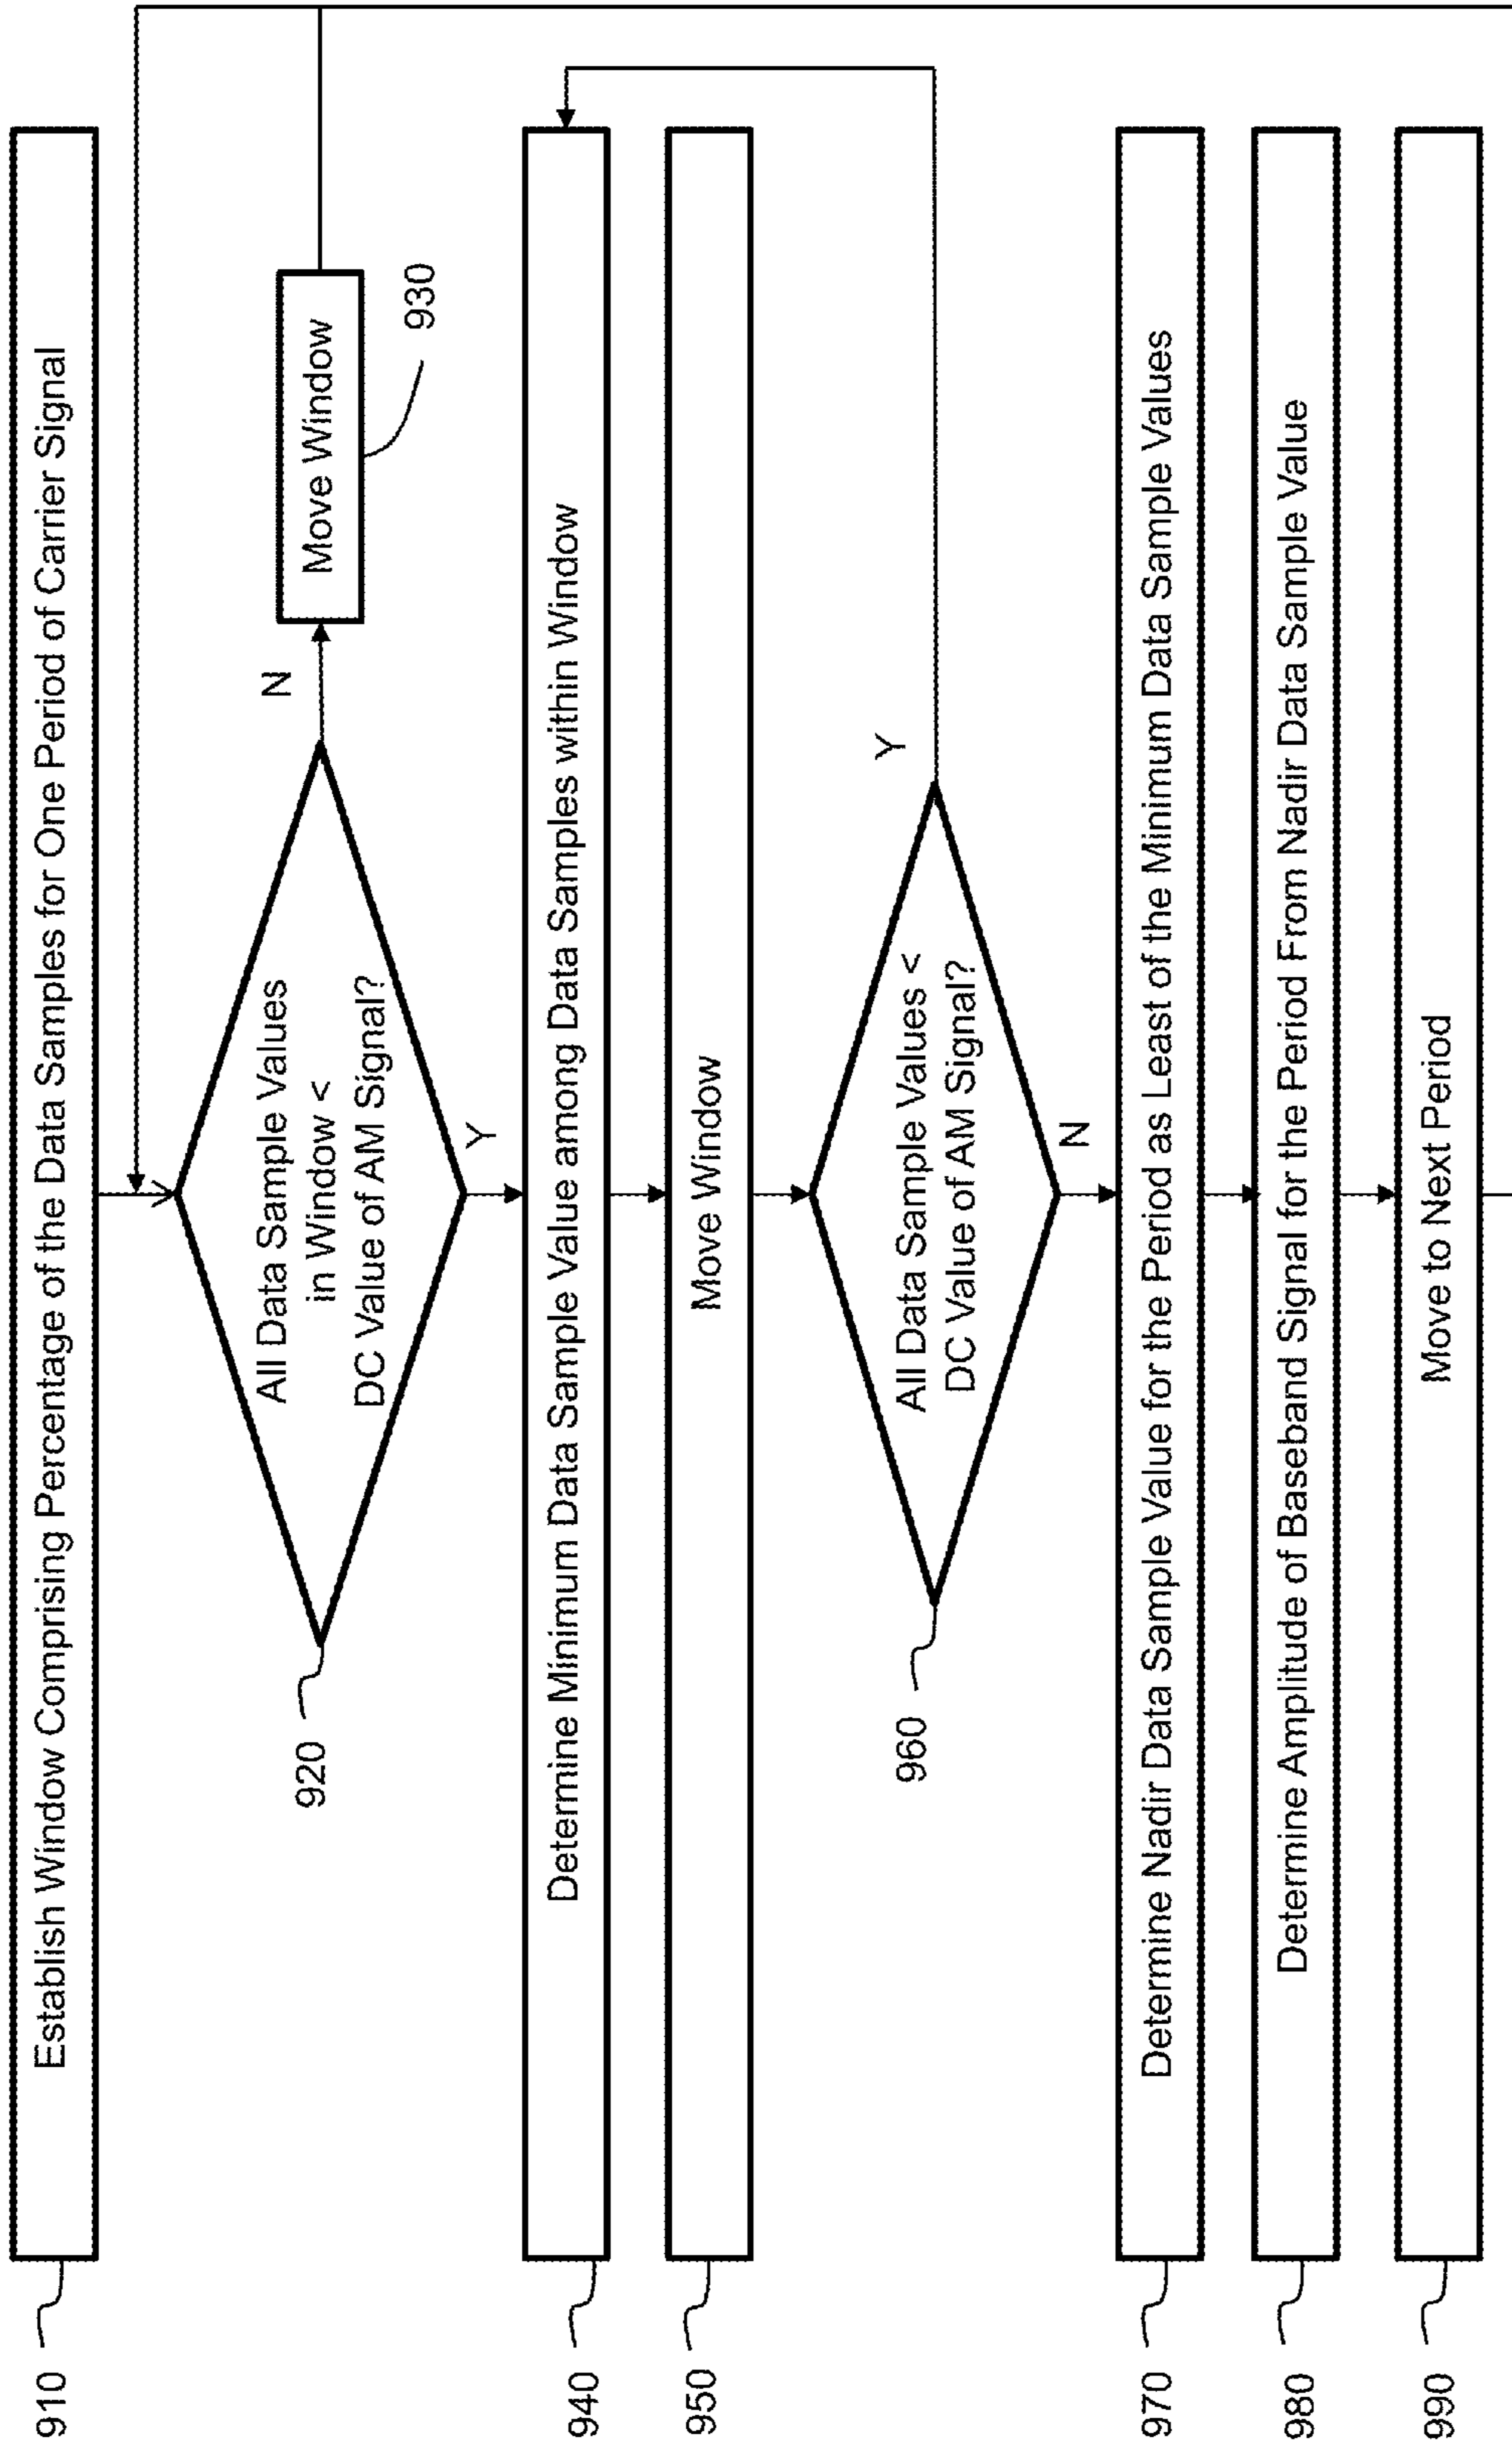 910
Establish Window Comprising Percentage of the Data Samples for One Period of Carrier Signal
920
All Data Sample Values
in Window <
DC Value of AM Signal?
N
Move Window
930
Y
940
Determine Minimum Data Sample Value among Data Samples within Window
950
Move Window
960
All Data Sample Values <
DC Value of AM Signal?
Y
N
970
Determine Nadir Data Sample Value for the Period as Least of the Minimum Data Sample Values
980
Determine Amplitude of Baseband Signal for the Period From Nadir Data Sample Value
990
Move to Next Period